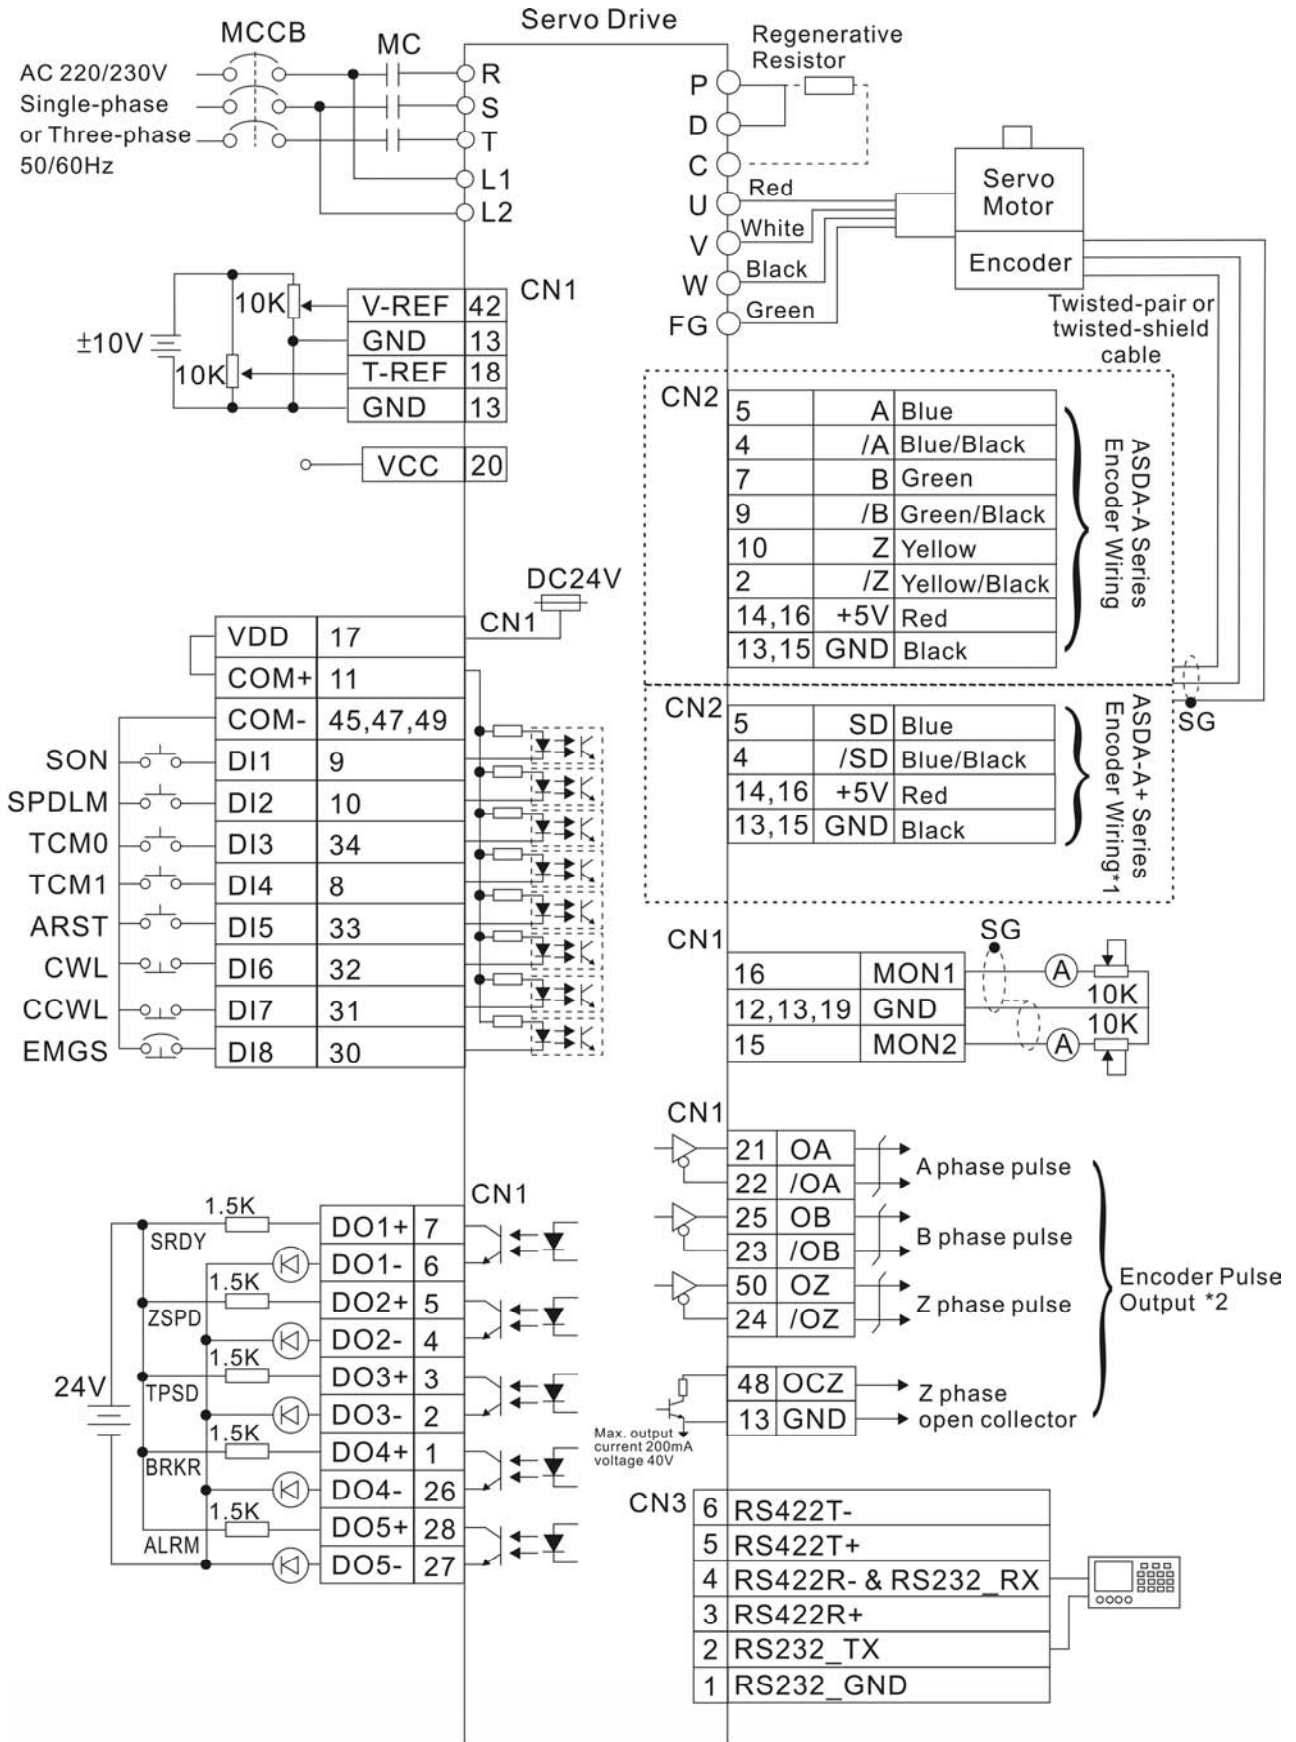 Servo Drive
MCCB
MC
AC 220/230V
Single-phase
or Three-phase
50/60Hz
R
S
T
L1
L2
Regenerative
Resistor
P
D
C
U
V
W
FG
Red
White
Black
Green
Servo
Motor
Encoder
Twisted-pair or
twisted-shield
cable
±10V
10K
10K
CN1
V-REF 42
GND 13
T-REF 18
GND 13
VCC 20
CN2
5 A Blue
4 /A Blue/Black
7 B Green
9 /B Green/Black
10 Z Yellow
2 /Z Yellow/Black
14,16 +5V Red
13,15 GND Black
ASDA-A Series
Encoder Wiring
CN2
5 SD Blue
4 /SD Blue/Black
14,16 +5V Red
13,15 GND Black
ASDA-A+ Series
Encoder Wiring*1
SG
DC24V
CN1
VDD 17
COM+ 11
COM- 45,47,49
SON DI1 9
SPDLM DI2 10
TCM0 DI3 34
TCM1 DI4 8
ARST DI5 33
CWL DI6 32
CCWL DI7 31
EMGS DI8 30
CN1
SG
16 MON1
12,13,19 GND
15 MON2
A
10K
10K
A
CN1
21 OA
22 /OA
A phase pulse
25 OB
23 /OB
B phase pulse
50 OZ
24 /OZ
Z phase pulse
48 OCZ
13 GND
Z phase
open collector
Encoder Pulse
Output *2
Max. output
current 200mA
voltage 40V
CN1
24V
1.5K
SRDY
DO1+ 7
DO1- 6
1.5K
ZSPD
DO2+ 5
DO2- 4
1.5K
TPSD
DO3+ 3
DO3- 2
1.5K
BRKR
DO4+ 1
DO4- 26
1.5K
ALRM
DO5+ 28
DO5- 27
CN3
6 RS422T-
5 RS422T+
4 RS422R- & RS232_RX
3 RS422R+
2 RS232_TX
1 RS232_GND